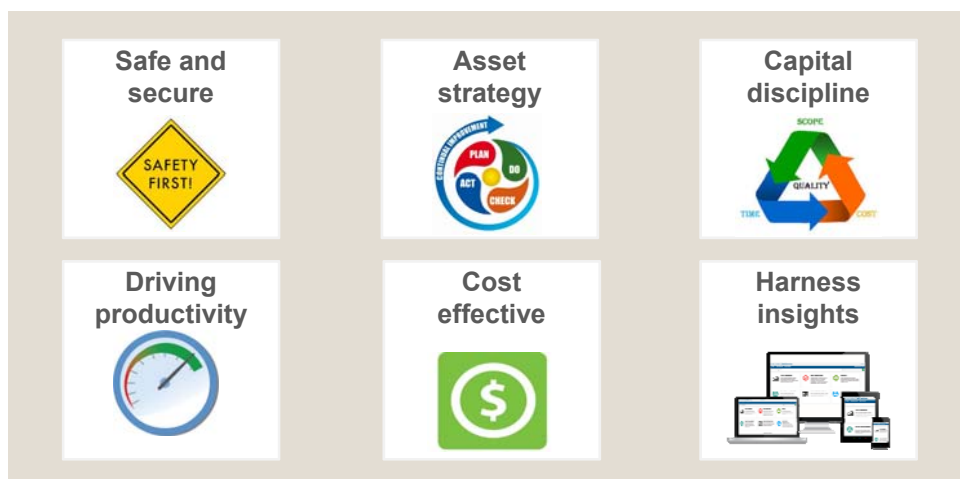 Safe and
secure
SAFETY
FIRST!
Asset
strategy
CONTINUAL IMPROVEMENT
PLAN
DO
ACT
CHECK
Capital
discipline
SCOPE
QUALITY
TIME
COST
Driving
productivity
Cost
effective
$
Harness
insights